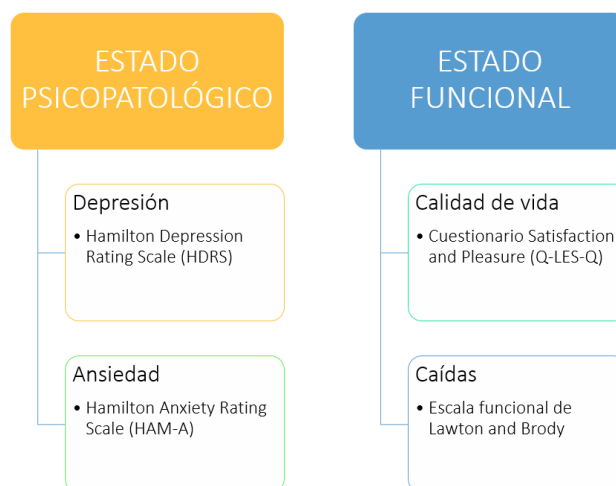 ESTADO
PSICOPATOLÓGICO
Depresión
• Hamilton Depression
Rating Scale (HDRS)
Ansiedad
• Hamilton Anxiety Rating
Scale (HAM-A)
ESTADO
FUNCIONAL
Calidad de vida
• Cuestionario Satisfaction
and Pleasure (Q-LES-Q)
Caídas
• Escala funcional de
Lawton and Brody